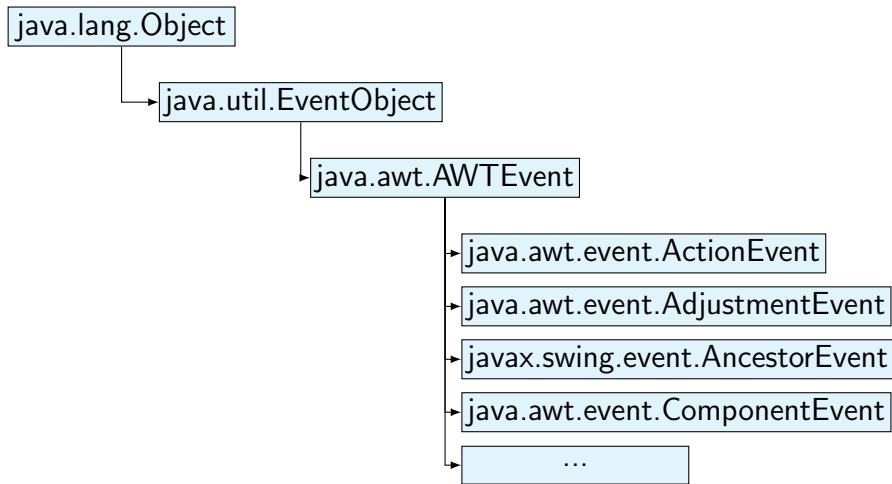 java.lang.Object
java.util.EventObject
java.awt.AWTEvent
java.awt.event.ActionEvent
java.awt.event.AdjustmentEvent
javax.swing.event.AncestorEvent
java.awt.event.ComponentEvent
...